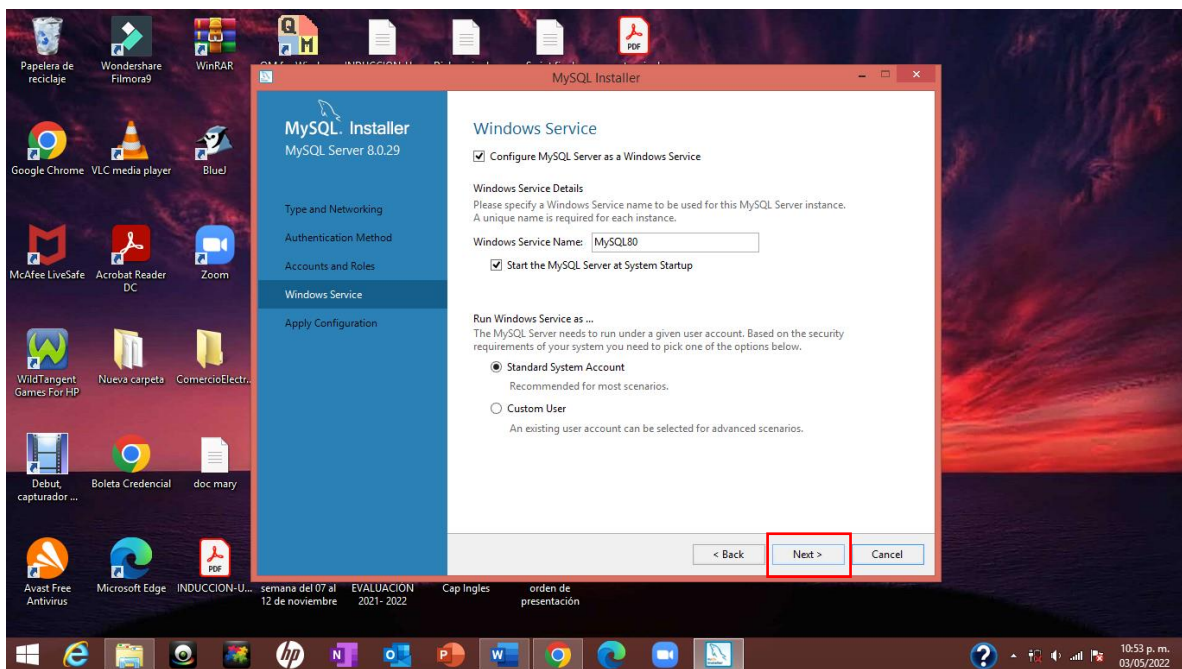 Papelera de
reciclaje
Wondershare
Filmora9
WinRAR
PDF
MySQL Installer
MySQL. Installer
MySQL Server 8.0.29
Type and Networking
Authentication Method
Accounts and Roles
Windows Service
Apply Configuration
Windows Service
Configure MySQL Server as a Windows Service
Windows Service Details
Please specify a Windows Service name to be used for this MySQL Server instance.
A unique name is required for each instance.
Windows Service Name: MySQL80
Start the MySQL Server at System Startup
Run Windows Service as ...
The MySQL Server needs to run under a given user account. Based on the security
requirements of your system you need to pick one of the options below.
Standard System Account
Recommended for most scenarios.
Custom User
An existing user account can be selected for advanced scenarios.
< Back
Next >
Cancel
Google Chrome
VLC media player
BlueJ
McAfee LiveSafe
Acrobat Reader
DC
Zoom
WildTangent
Games For HP
Nueva carpeta
ComercioElectr...
Debut,
capturador ...
Boleta Credencial
doc mary
Avast Free
Antivirus
Microsoft Edge
PDF
INDUCCION-U...
semana del 07 al
12 de noviembre
EVALUACION
2021- 2022
Cap Ingles
orden de
presentación
10:53 p. m.
03/05/2022